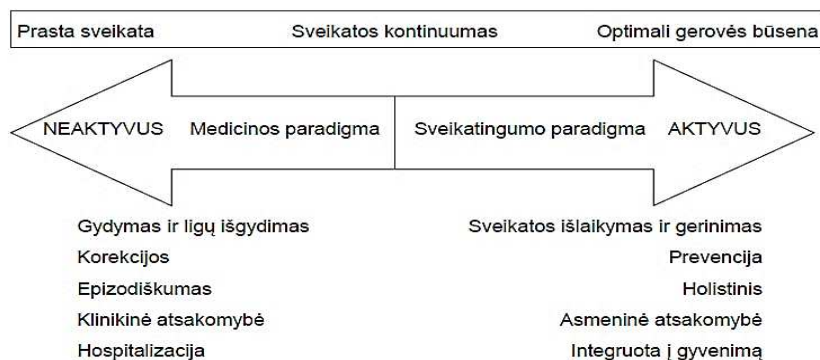 Prasta sveikata Sveikatos kontinuumas Optimali gerovės būsena
NEAKTYVUS Medicinos paradigma Sveikatingumo paradigma AKTYVUS
Gydymas ir ligų išgydimas Sveikatos išlaikymas ir gerinimas
Korekcijos Prevencija
Epizodiškumas Holistinis
Klinikinė atsakomybė Asmeninė atsakomybė
Hospitalizacija Integruota į gyvenimą